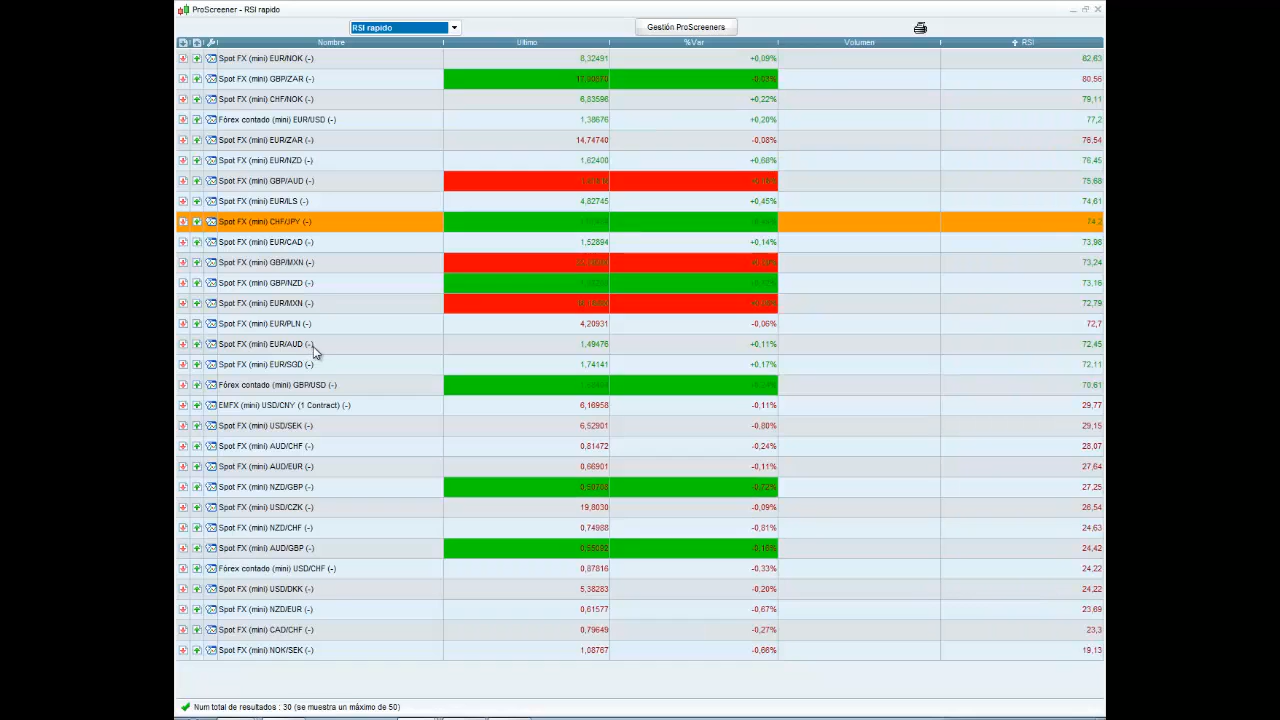 ProScreener - RSI rapido
RSI rapido Gestión ProScreeners
Nombre Ultimo %Var Volumen RSI
Spot FX (mini) EUR/NOK (-) 8,32491 +0,09% 82,63
Spot FX (mini) GBP/ZAR (-) -0,03% 80,56
Spot FX (mini) CHF/NOK (-) 6,83596 +0,22% 79,11
Fórex contado (mini) EUR/USD (-) 1,38676 +0,20% 77,2
Spot FX (mini) EUR/ZAR (-) 14,74740 -0,08% 76,54
Spot FX (mini) EUR/NZD (-) 1,62400 +0,68% 76,45
Spot FX (mini) GBP/AUD (-) 75,68
Spot FX (mini) EUR/ILS (-) 4,82745 +0,45% 74,61
Spot FX (mini) CHF/JPY (-) 74,2
Spot FX (mini) EUR/CAD (-) 1,52894 +0,14% 73,98
Spot FX (mini) GBP/MXN (-) 73,24
Spot FX (mini) GBP/NZD (-) 73,16
Spot FX (mini) EUR/MXN (-) 72,79
Spot FX (mini) EUR/PLN (-) 4,20931 -0,06% 72,7
Spot FX (mini) EUR/AUD (-) 1,49476 +0,11% 72,45
Spot FX (mini) EUR/SGD (-) 1,74141 +0,17% 72,11
Fórex contado (mini) GBP/USD (-) 70,61
EMFX (mini) USD/CNY (1 Contract) (-) 6,16958 -0,11% 29,77
Spot FX (mini) USD/SEK (-) 6,52901 -0,80% 29,15
Spot FX (mini) AUD/CHF (-) 0,81472 -0,24% 28,07
Spot FX (mini) AUD/EUR (-) 0,66901 -0,11% 27,64
Spot FX (mini) NZD/GBP (-) 0,50788 -0,72% 27,25
Spot FX (mini) USD/CZK (-) 19,8030 -0,09% 26,54
Spot FX (mini) NZD/CHF (-) 0,74988 -0,81% 24,63
Spot FX (mini) AUD/GBP (-) 0,55092 -0,16% 24,42
Fórex contado (mini) USD/CHF (-) 0,87816 -0,33% 24,22
Spot FX (mini) USD/DKK (-) 5,38283 -0,20% 24,22
Spot FX (mini) NZD/EUR (-) 0,61577 -0,67% 23,69
Spot FX (mini) CAD/CHF (-) 0,79649 -0,27% 23,3
Spot FX (mini) NOK/SEK (-) 1,08767 -0,66% 19,13
Num total de resultados : 30 (se muestra un máximo de 50)